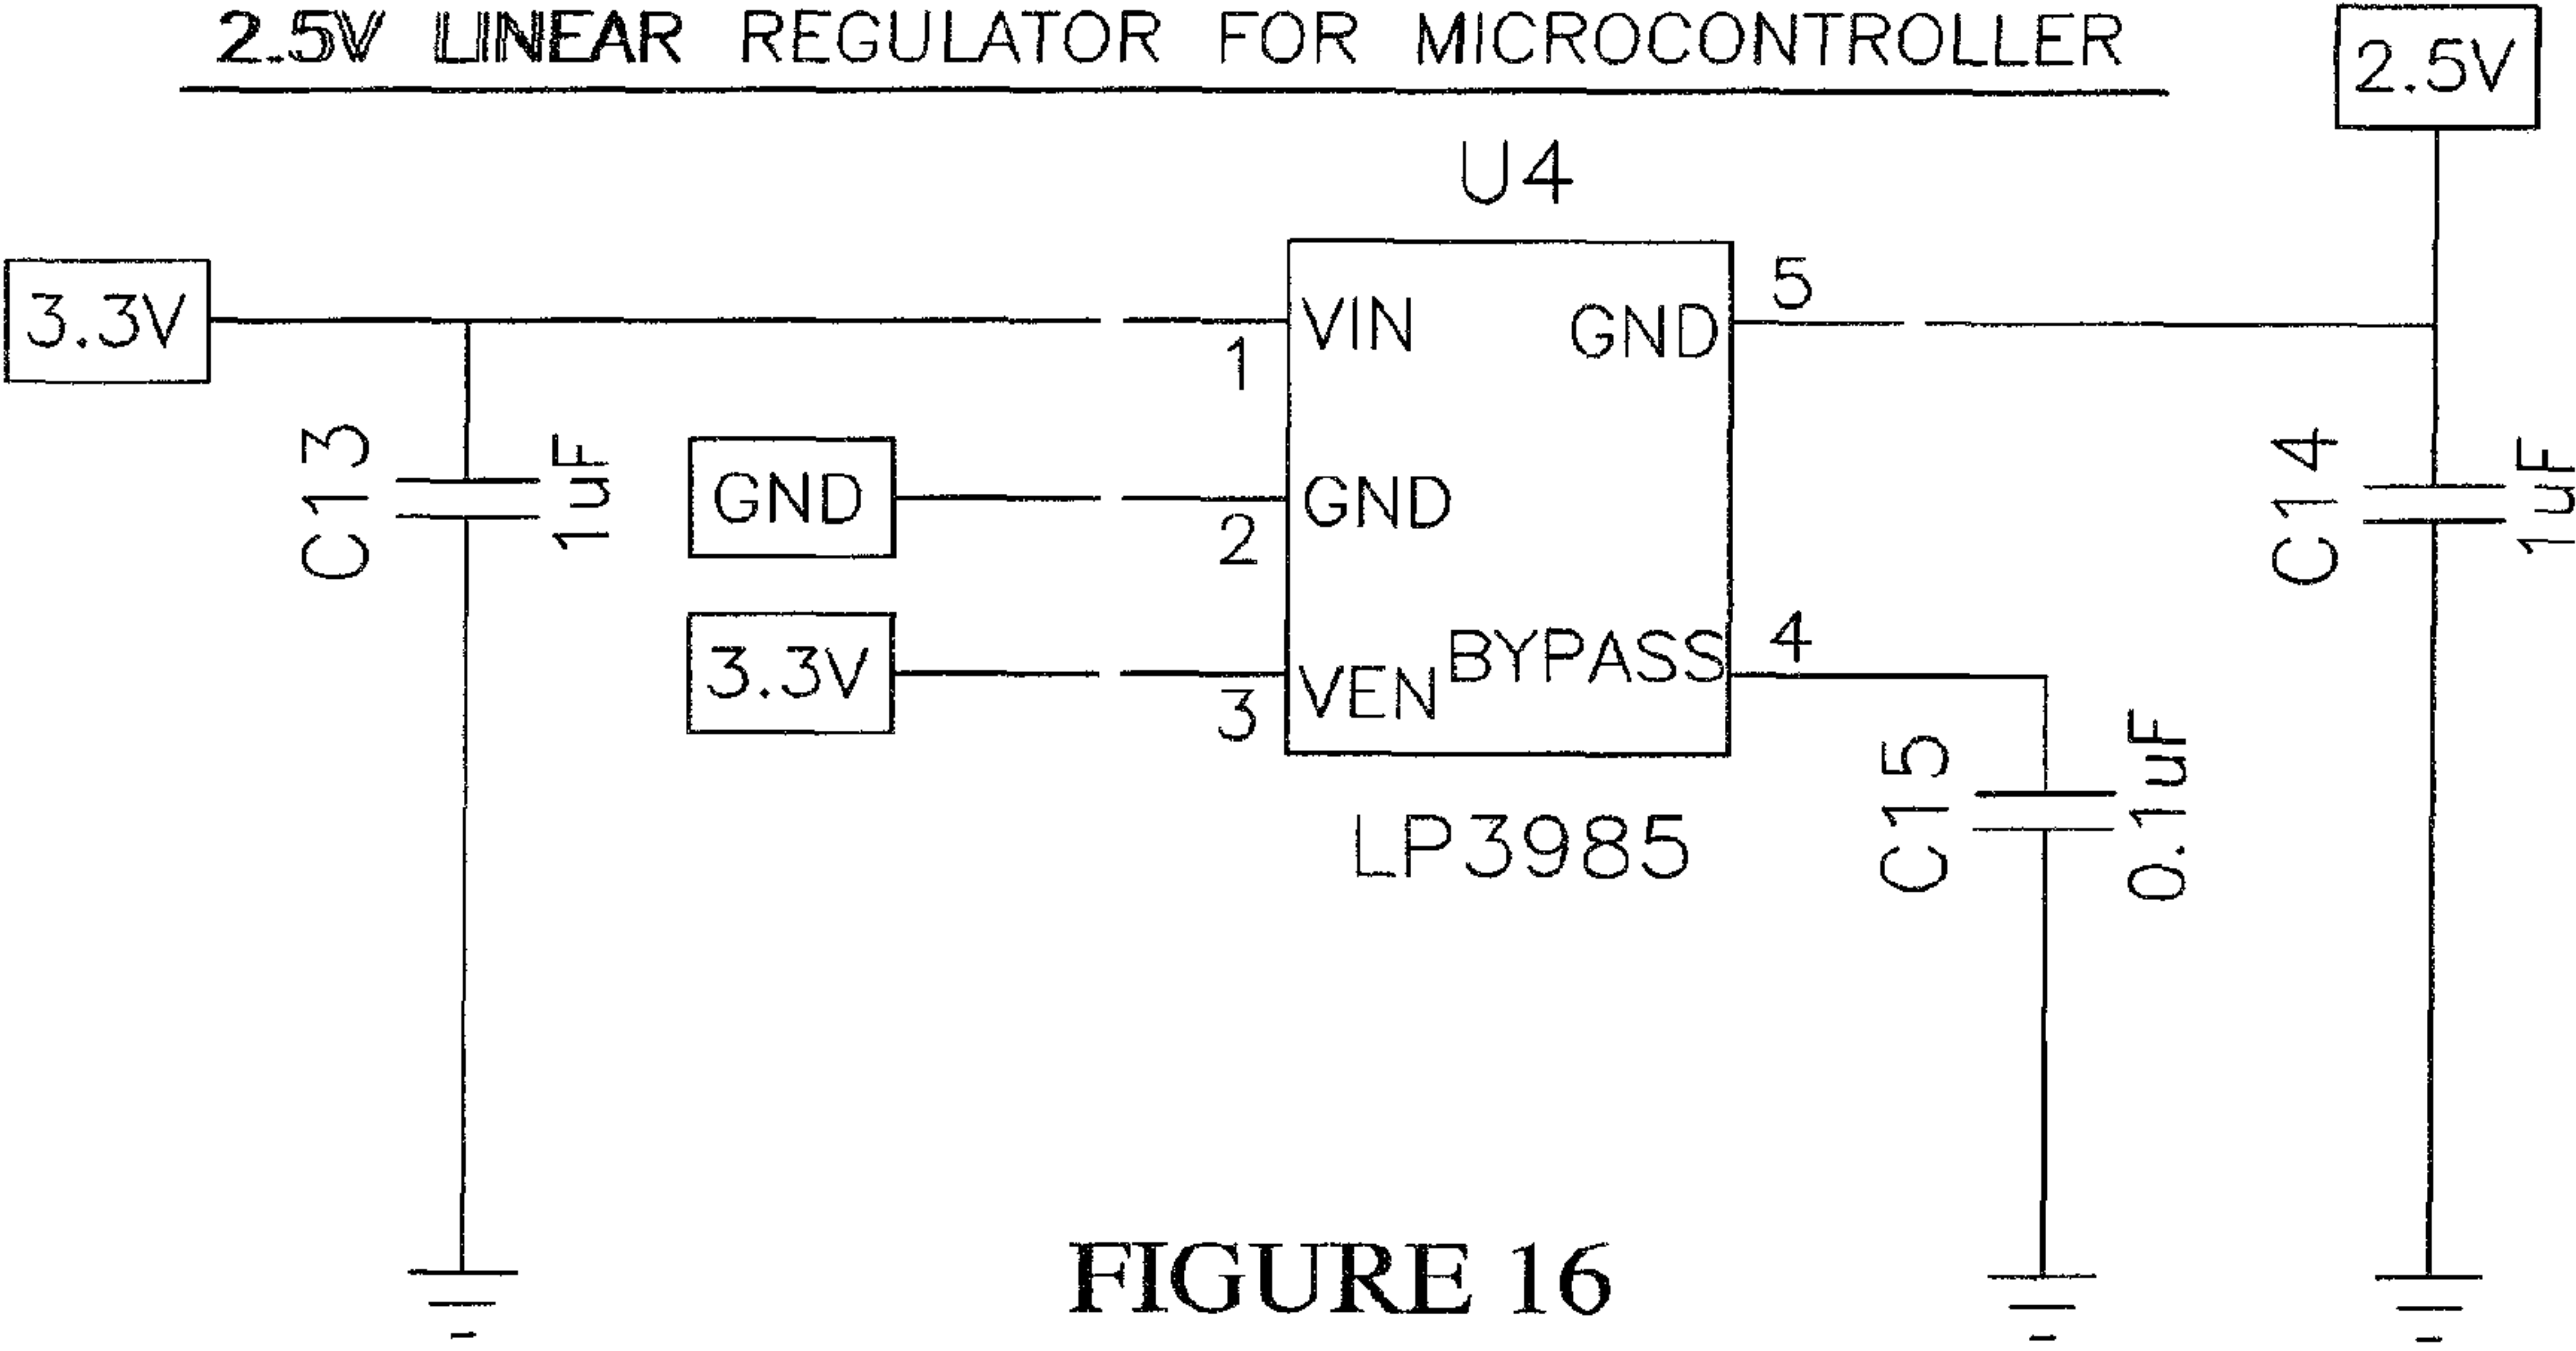 2.5V LINEAR REGULATOR FOR MICROCONTROLLER
2.5V
U4
3.3V
1
VIN
GND
5
C13
1uF
GND
2
GND
C14
1uF
3.3V
3
VEN
BYPASS
4
LP3985
C15
0.1uF
FIGURE 16